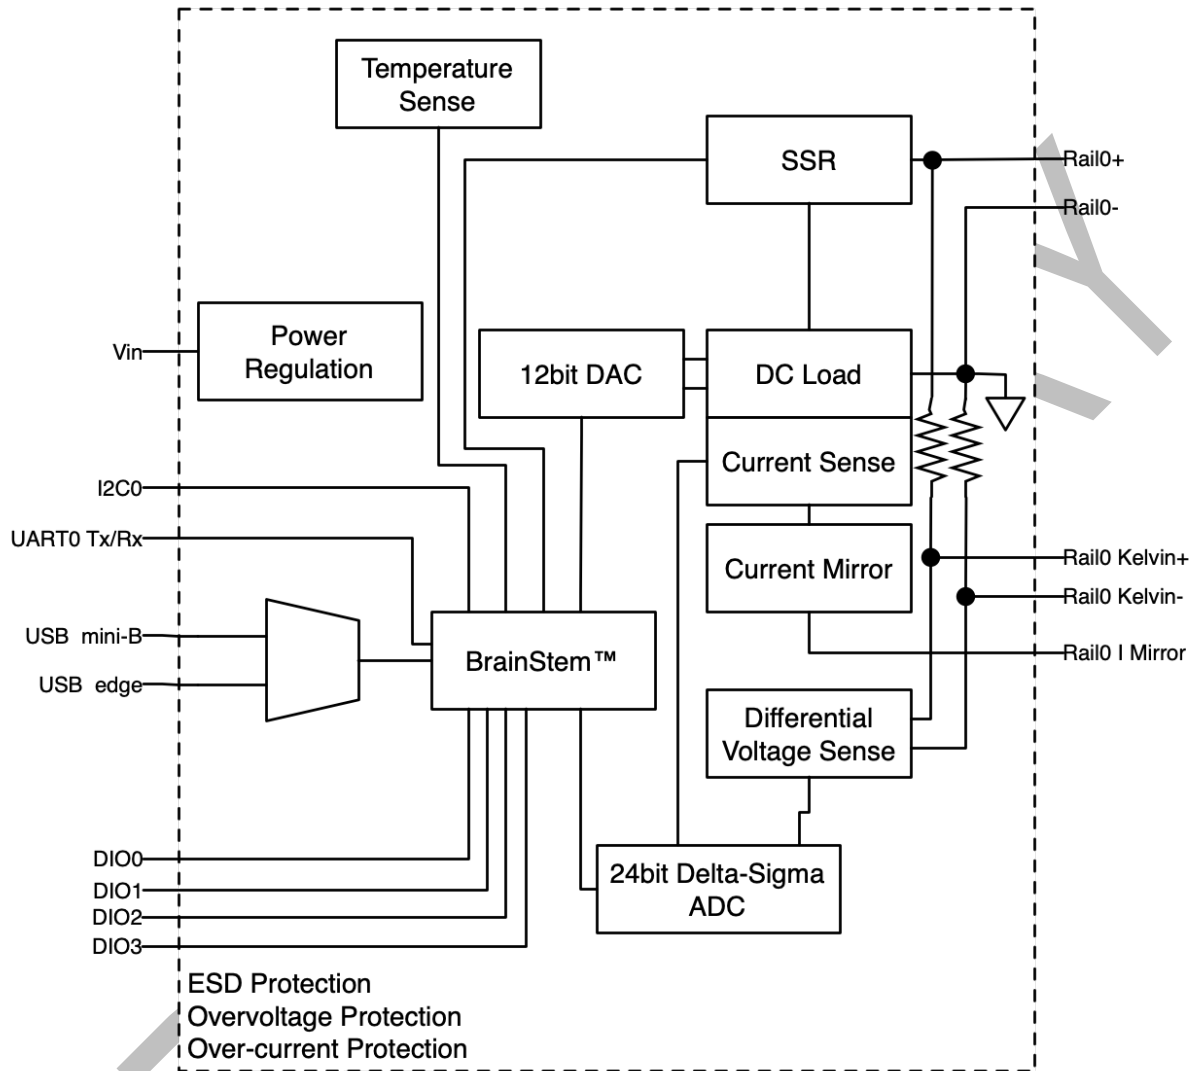 Temperature
Sense
SSR
Rail0+
Rail0-
Power
Regulation
Vin
12bit DAC
DC Load
Current Sense
I2C0
UART0 Tx/Rx
Current Mirror
Rail0 Kelvin+
Rail0 Kelvin-
USB mini-B
BrainStem™
Rail0 I Mirror
USB edge
Differential
Voltage Sense
DIO0
DIO1
DIO2
DIO3
24bit Delta-Sigma
ADC
ESD Protection
Overvoltage Protection
Over-current Protection